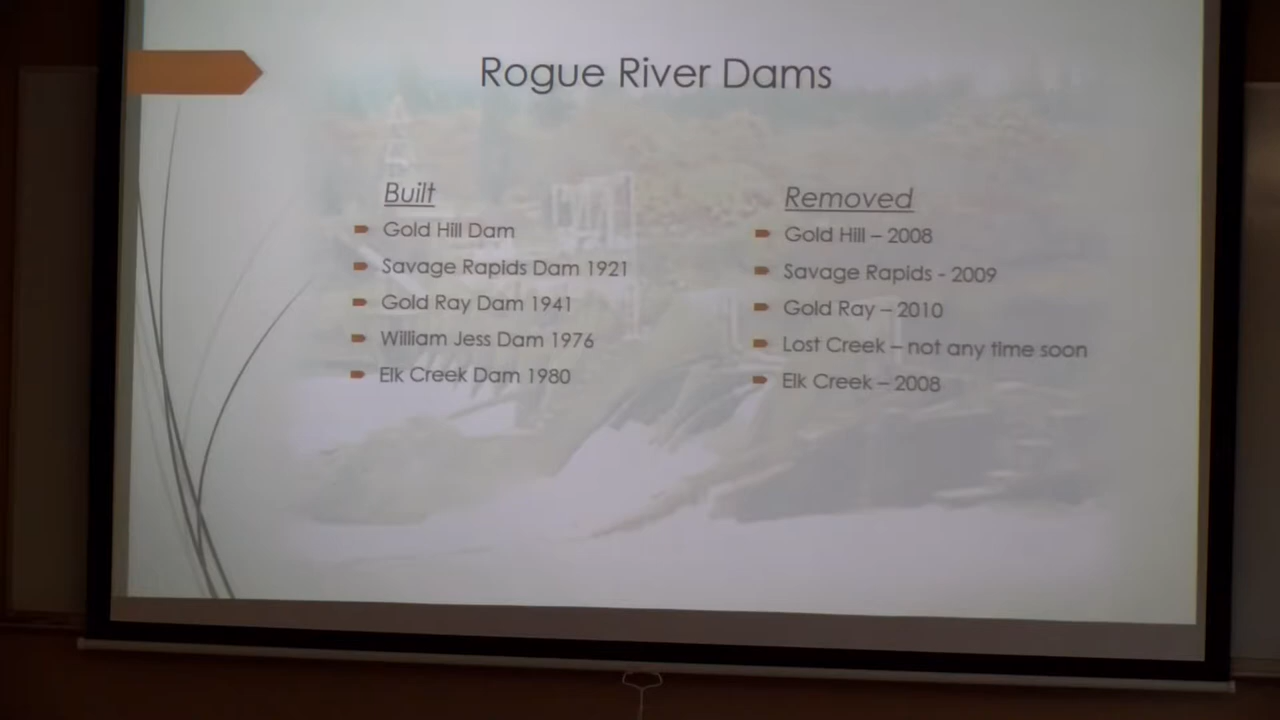 Rogue River Dams
Built
Gold Hill Dam
Savage Rapids Dam 1921
Gold Ray Dam 1941
William Jess Dam 1976
Elk Creek Dam 1980
Removed
Gold Hill – 2008
Savage Rapids - 2009
Gold Ray – 2010
Lost Creek – not any time soon
Elk Creek – 2008